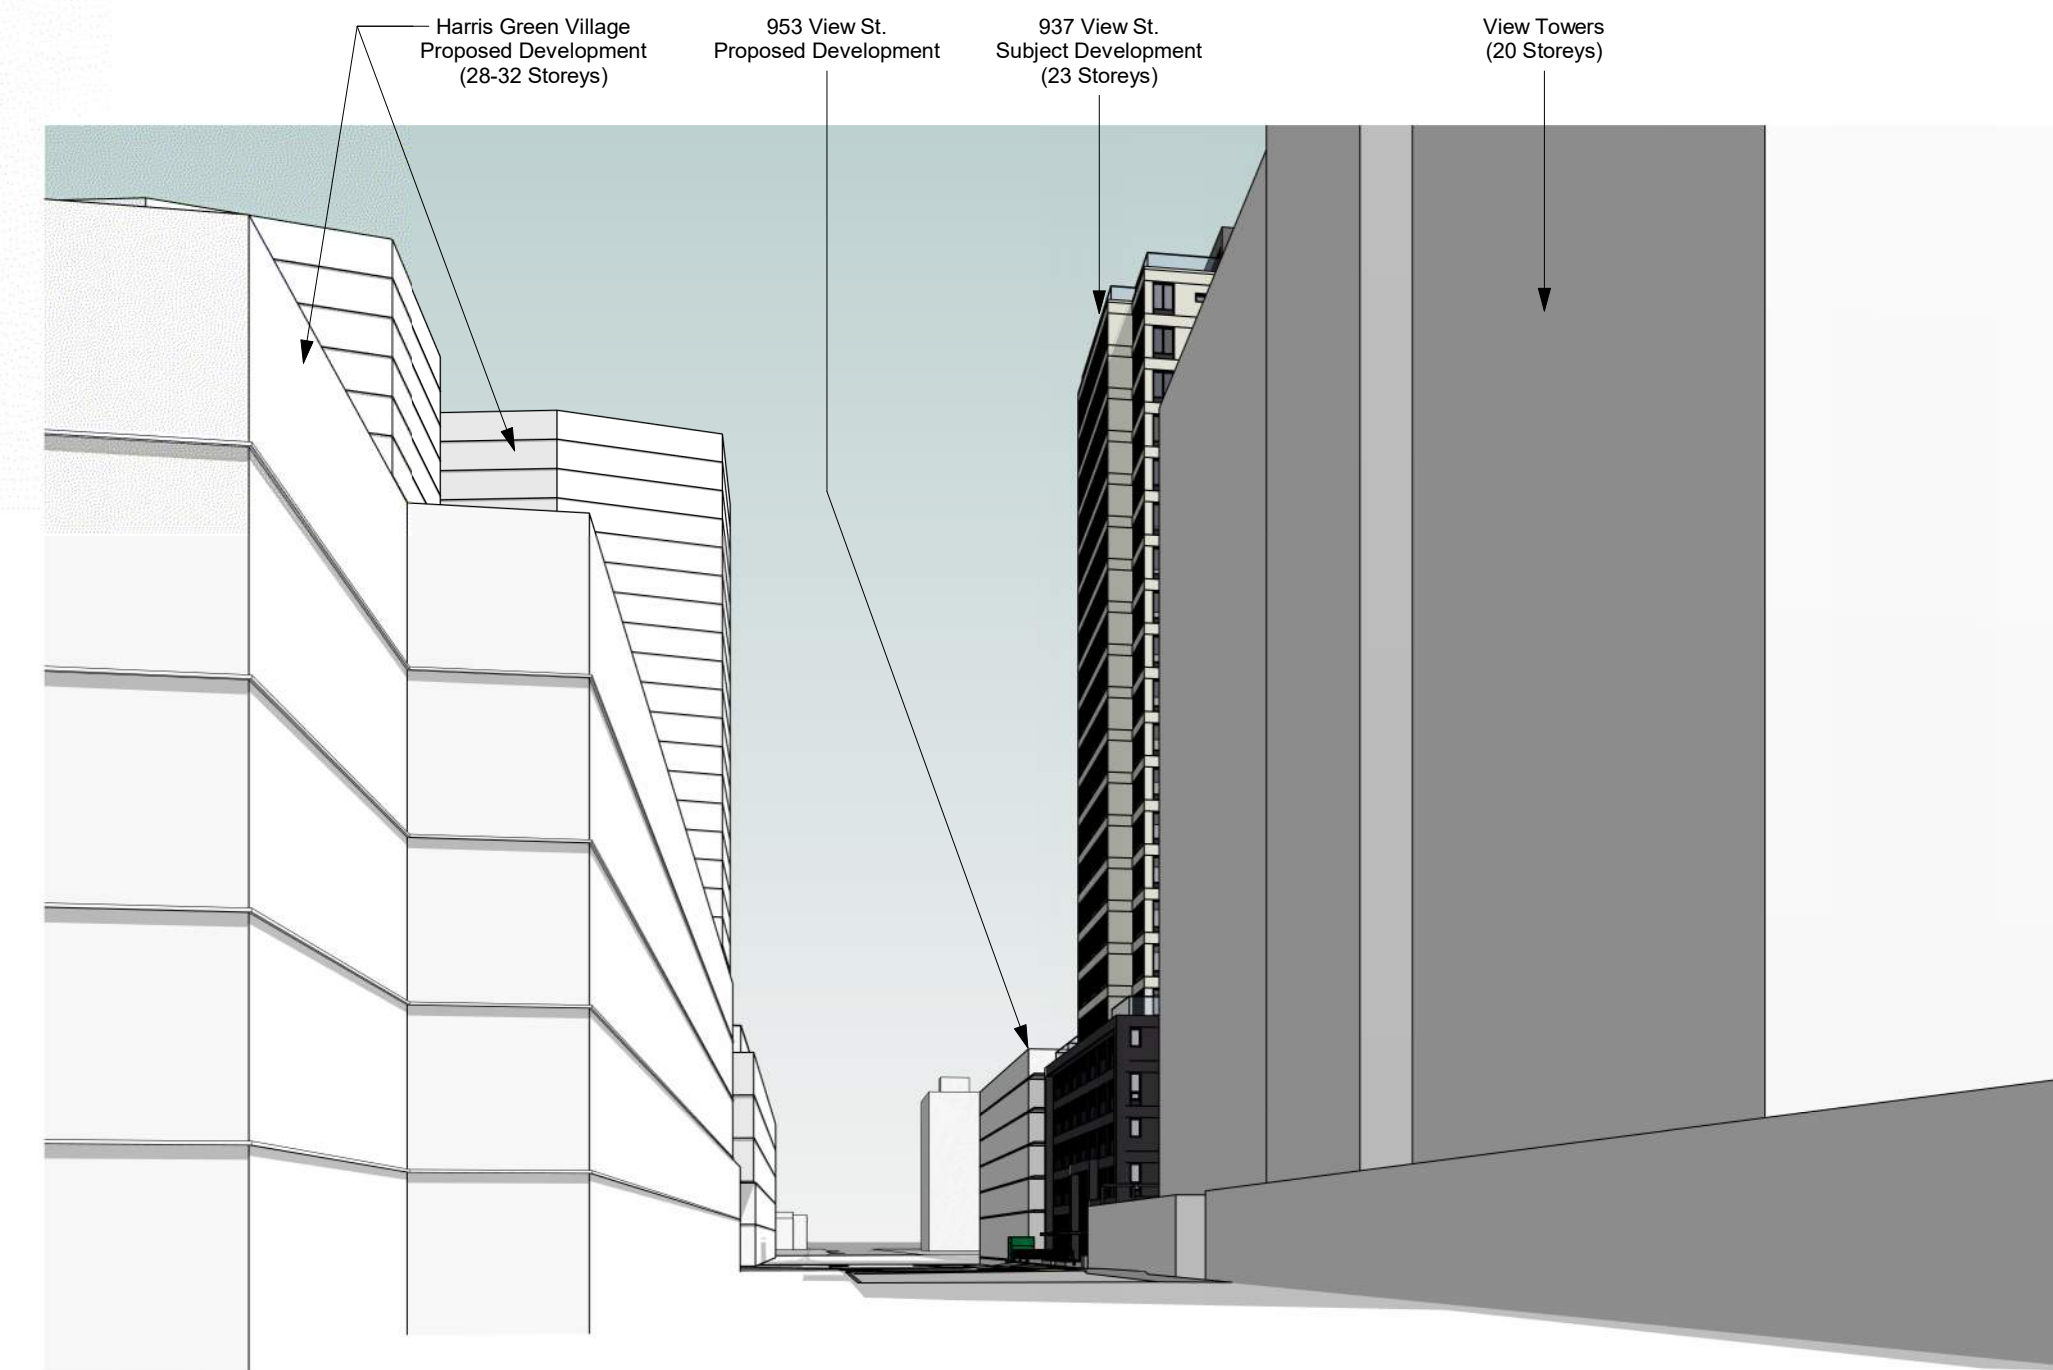 Harris Green Village
Proposed Development
(28-32 Storeys)
953 View St.
Proposed Development
937 View St.
Subject Development
(23 Storeys)
View Towers
(20 Storeys)